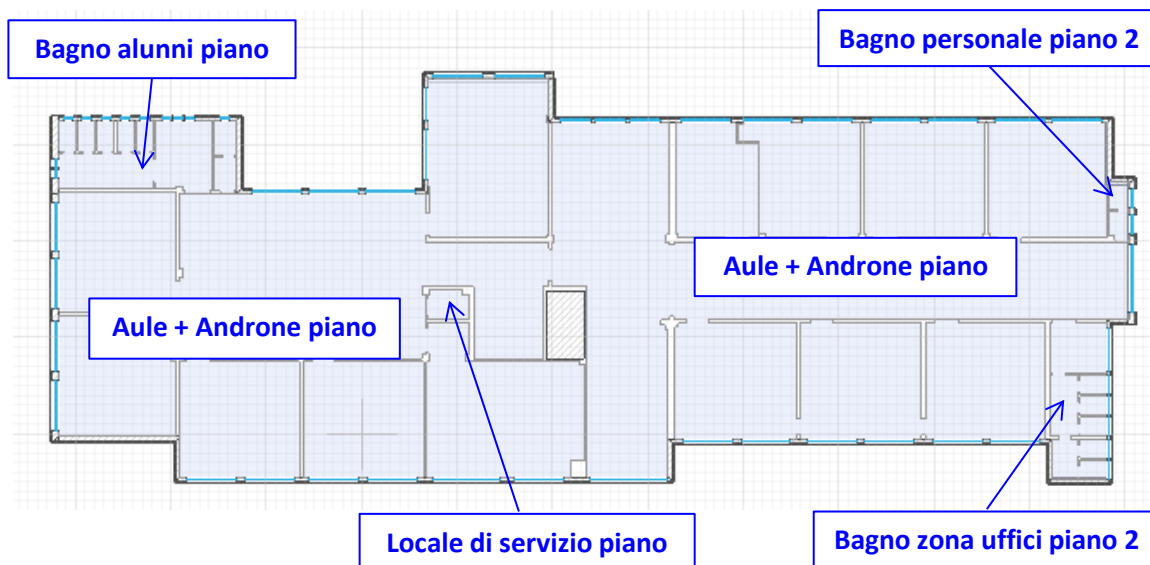 Bagno alunni piano
Bagno personale piano 2
Aule + Androne piano
Aule + Androne piano
Locale di servizio piano
Bagno zona uffici piano 2